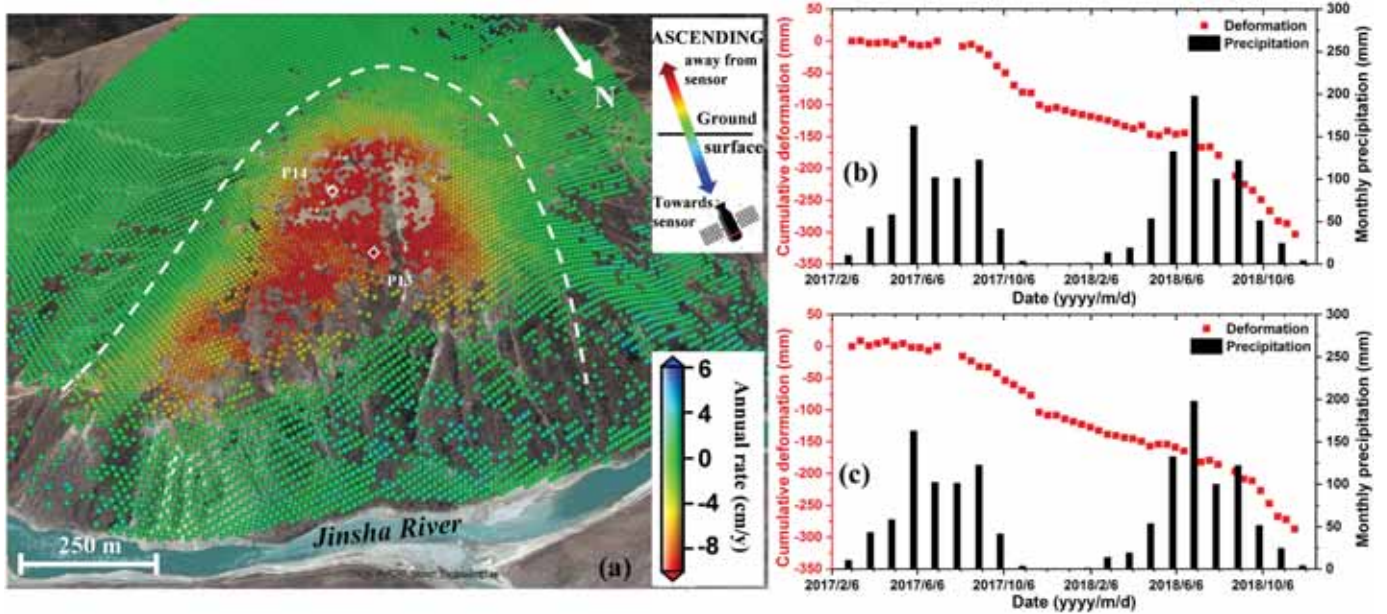 ASCENDING
away from
sensor
N
Ground
surface
Towards
sensor
P14
P13
6
4
0
-4
-8
Annual rate (cm/y)
Jinsha River
250 m
(a)
50
0
-50
-100
-150
-200
-250
-300
-350
Cumulative deformation (mm)
Deformation
Precipitation
(b)
300
250
200
150
100
50
0
Monthly precipitation (mm)
2017/2/6 2017/6/6 2017/10/6 2018/2/6 2018/6/6 2018/10/6
Date (yyyy/m/d)
50
0
-50
-100
-150
-200
-250
-300
-350
Cumulative deformation (mm)
Deformation
Precipitation
(c)
300
250
200
150
100
50
0
Monthly precipitation (mm)
2017/2/6 2017/6/6 2017/10/6 2018/2/6 2018/6/6 2018/10/6
Date (yyyy/m/d)